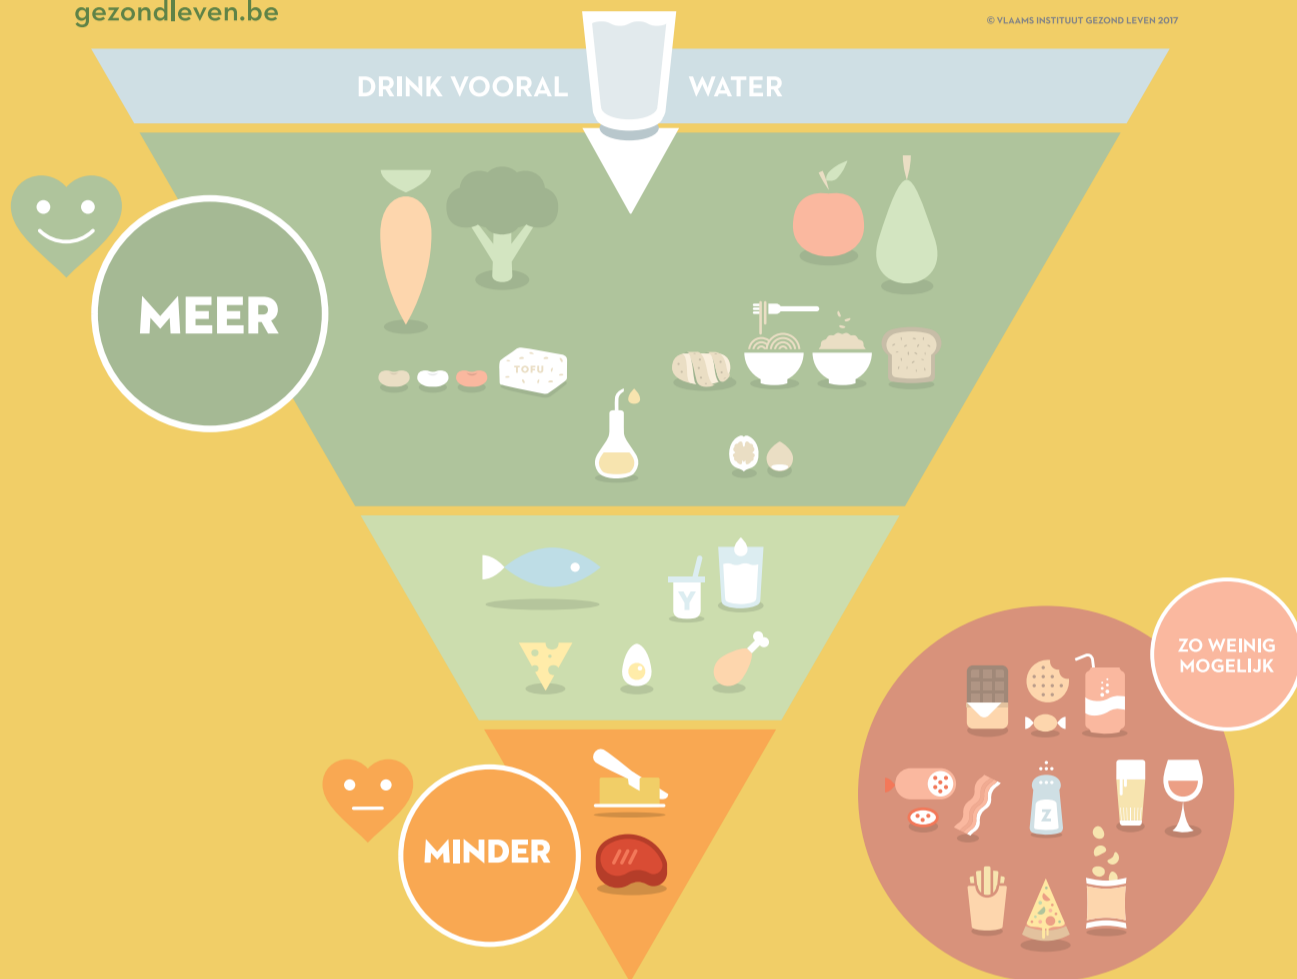 gezondleven.be
© VLAAMS INSTITUUT GEZOND LEVEN 2017
DRINK VOORAL WATER
MEER
TOFU
Y
ZO WEINIG
MOGELIJK
Z
MINDER